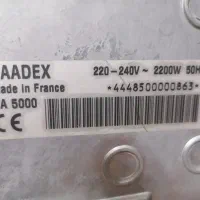 AADEX 220-240V~ 2200W 50H
ade in France *4448500000863*
A 5000
CE